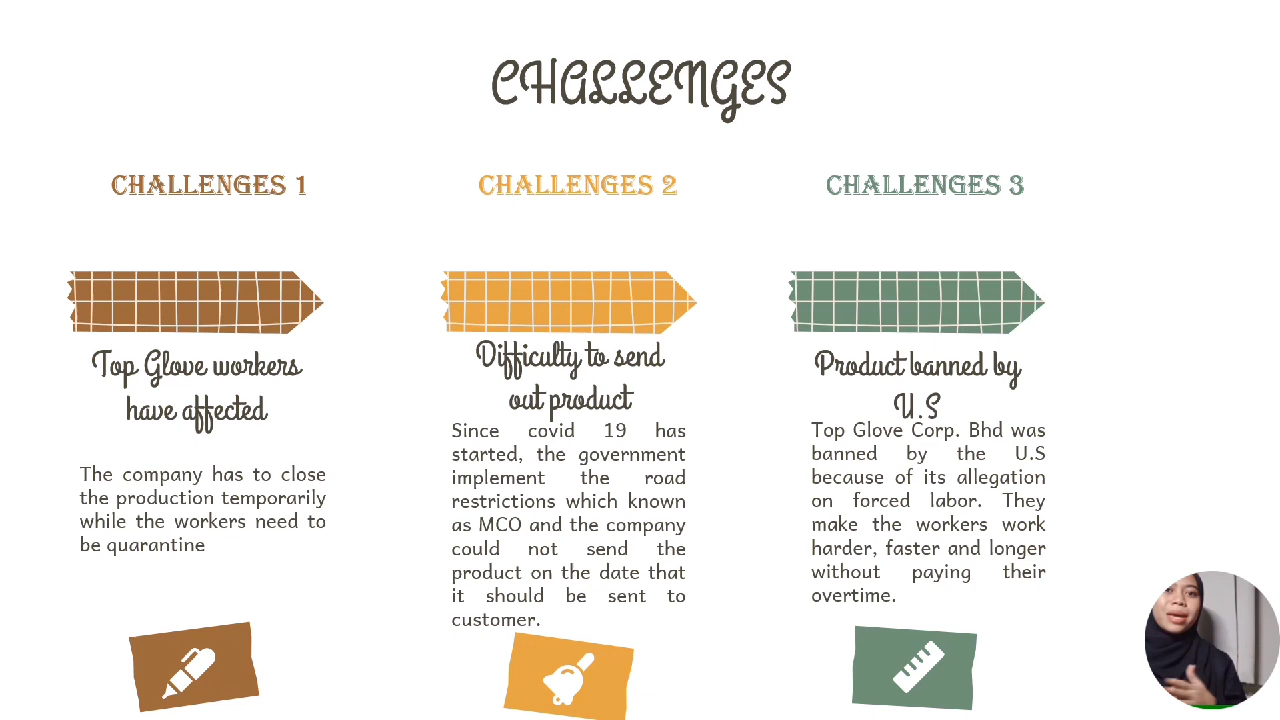 CHALLENGES
CHALLENGES 1
Top Glove workers
have affected
The company has to close
the production temporarily
while the workers need to
be quarantine
CHALLENGES 2
Difficulty to send
out product
Since covid 19 has
started, the government
implement the road
restrictions which known
as MCO and the company
could not send the
product on the date that
it should be sent to
customer.
CHALLENGES 3
Product banned by
U.S
Top Glove Corp. Bhd was
banned by the U.S
because of its allegation
on forced labor. They
make the workers work
harder, faster and longer
without paying their
overtime.